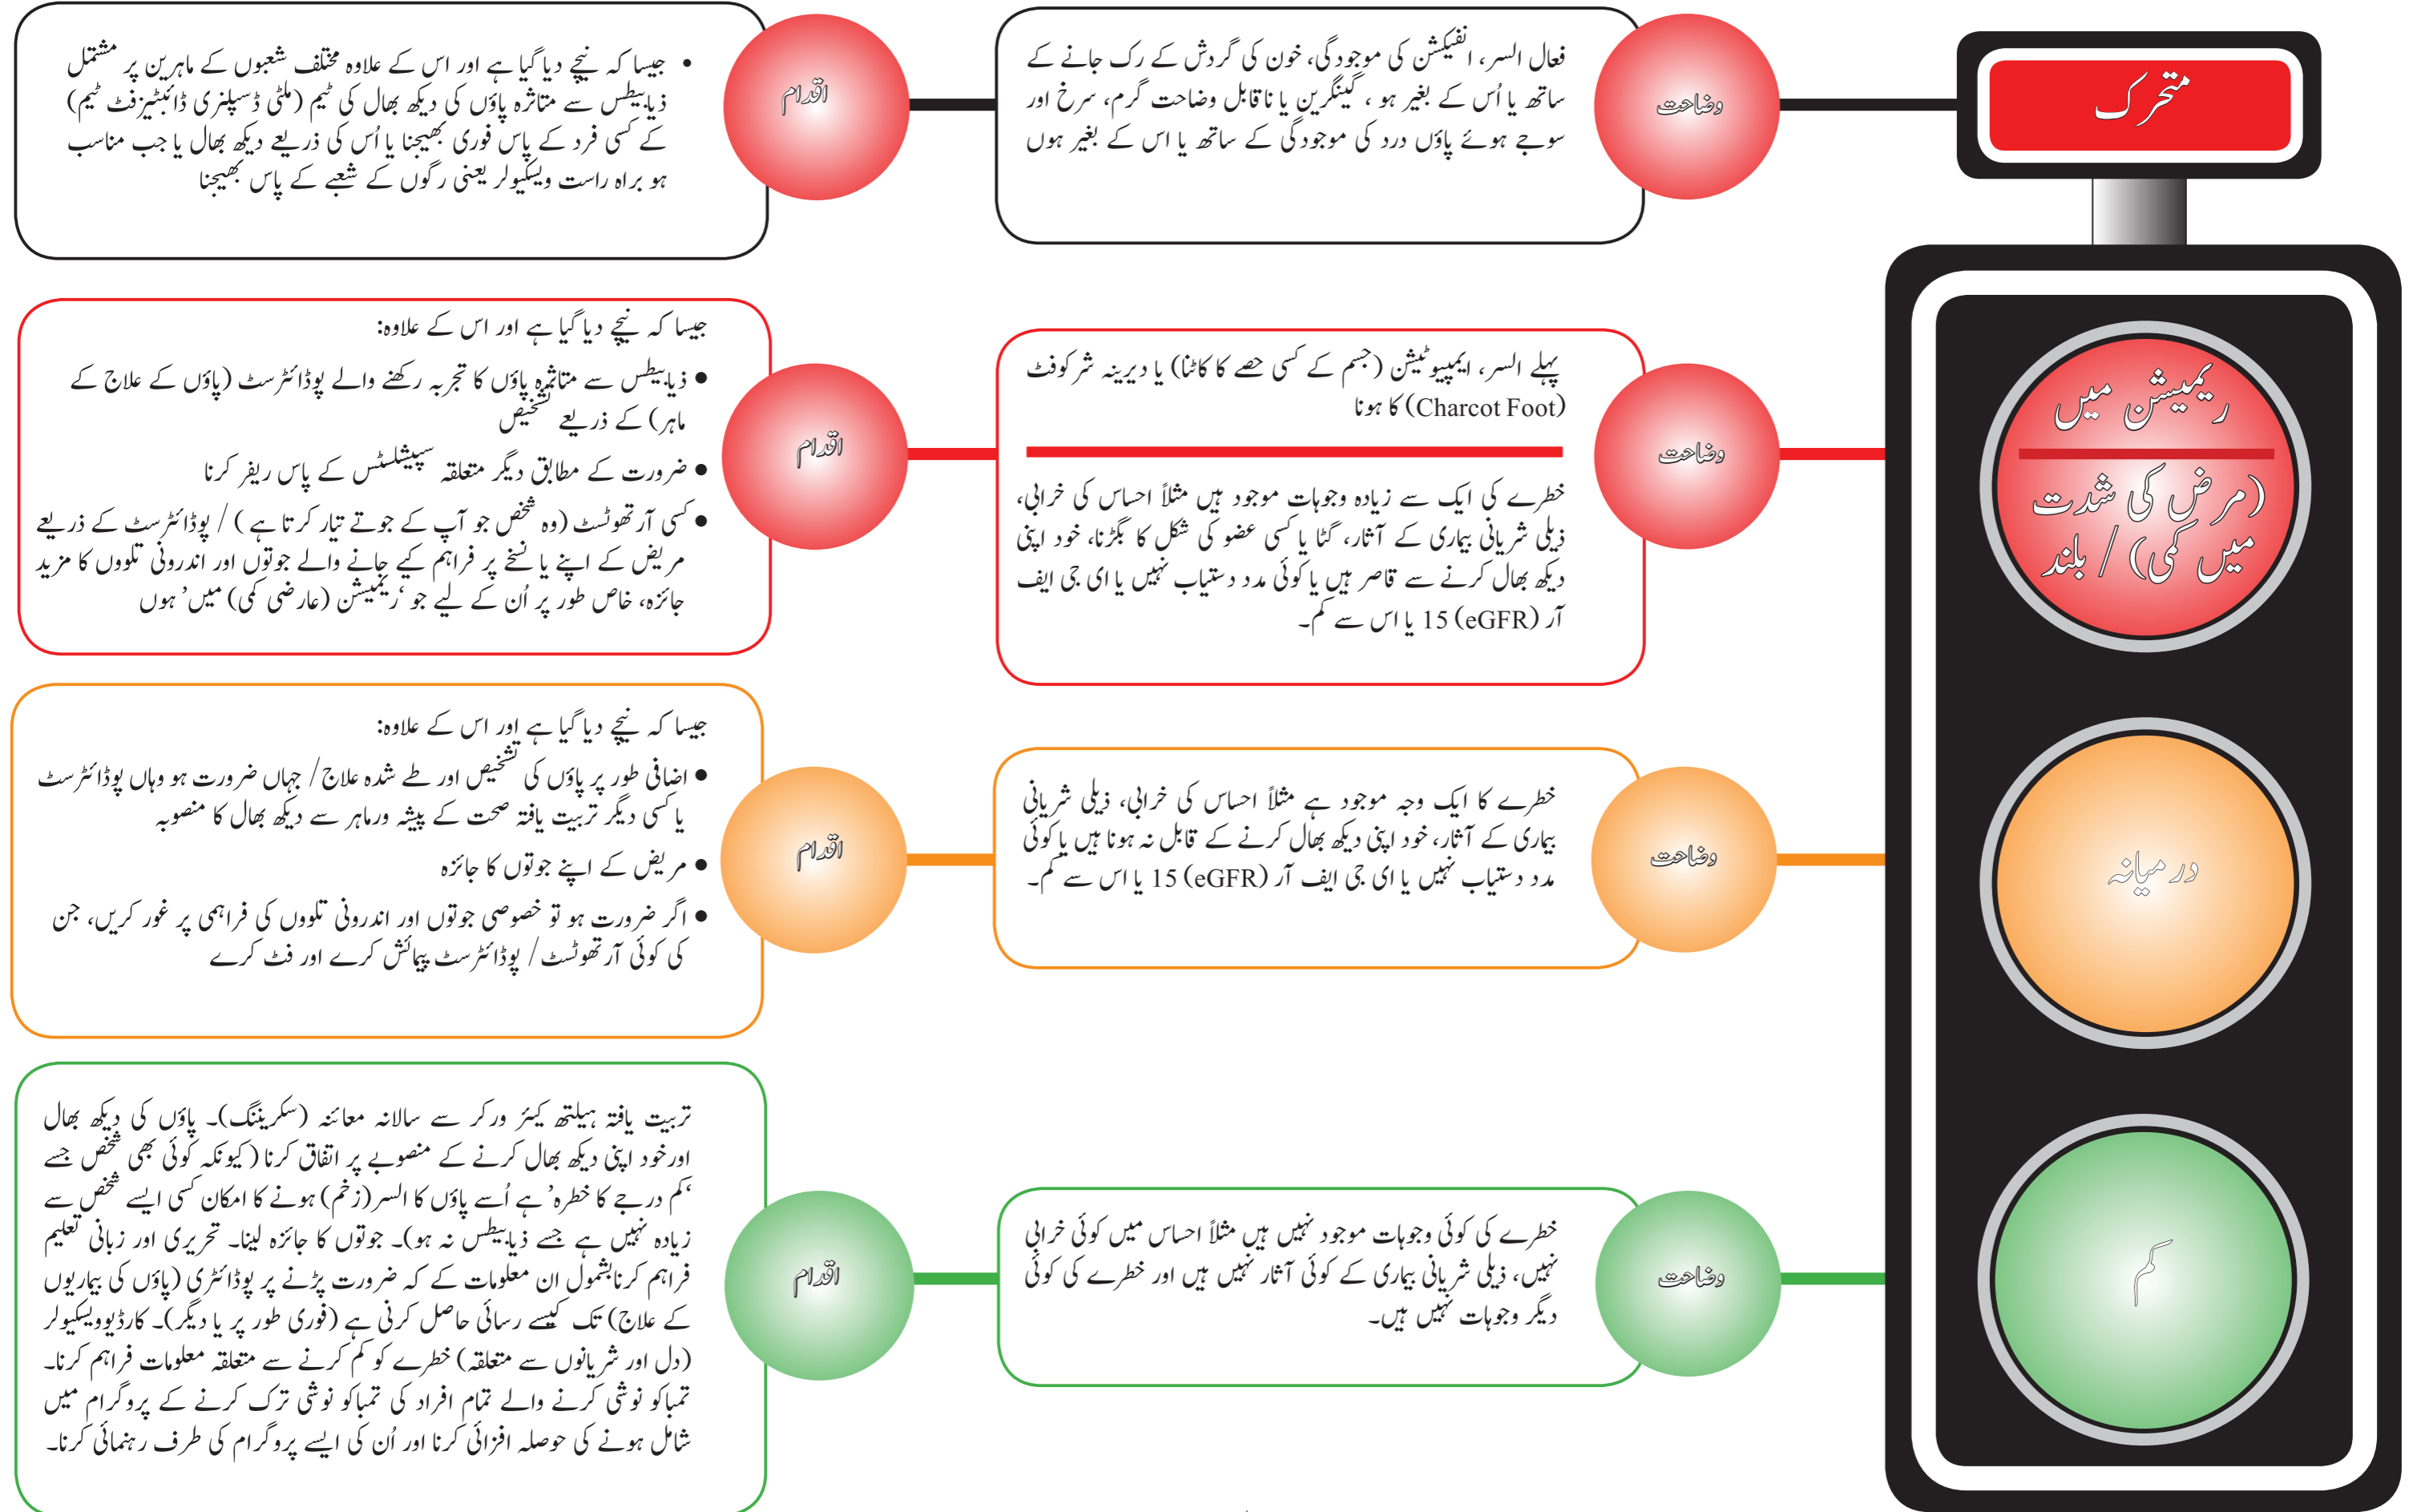 متحرک
وضاحت
فعال السر، انفیکشن کی موجودگی، خون کی گردش کے رک جانے کے
ساتھ یا اُس کے بغیر ہو ، گینگرین یا ناقابل وضاحت گرم، سرخ اور
سوجے ہوئے پاؤں درد کی موجودگی کے ساتھ یا اس کے بغیر ہوں
اقدام
• جیسا کہ نیچے دیا گیا ہے اور اس کے علاوہ مختلف شعبوں کے ماہرین پر مشتمل
ذیابیطس سے متاثرہ پاؤں کی دیکھ بھال کی ٹیم (ملٹی ڈسپلنری ڈائبٹیزفٹ ٹیم)
کے کسی فرد کے پاس فوری بھیجنا یا اُس کی ذریعے دیکھ بھال یا جب مناسب
ہو براہ راست ویسکیولر یعنی رگوں کے شعبے کے پاس بھیجنا
ریمیشن میں
(مرض کی شدت
میں کمی) / بلند
وضاحت
پہلے السر، ایمپیوٹیشن (جسم کے کسی حصے کا کاٹنا) یا دیرینہ شرکوفٹ
(Charcot Foot) کا ہونا
خطرے کی ایک سے زیادہ وجوہات موجود ہیں مثلاً احساس کی خرابی،
ذیلی شریانی بیماری کے آثار، گٹا یا کسی عضو کی شکل کا بگڑنا، خود اپنی
دیکھ بھال کرنے سے قاصر ہیں یا کوئی مدد دستیاب نہیں یا ای جی ایف
آر (eGFR) 15 یا اس سے کم۔
اقدام
جیسا کہ نیچے دیا گیا ہے اور اس کے علاوہ:
● ذیابیطس سے متاثرہ پاؤں کا تجربہ رکھنے والے پوڈائٹرسٹ (پاؤں کے علاج کے
ماہر) کے ذریعے تشخیص
● ضرورت کے مطابق دیگر متعلقہ سپیشلسٹس کے پاس ریفر کرنا
● کسی آرتھوٹسٹ (وہ شخص جو آپ کے جوتے تیار کرتا ہے ) / پوڈائٹرسٹ کے ذریعے
مریض کے اپنے یا نسخے پر فراہم کیے جانے والے جوتوں اور اندرونی تلووں کا مزید
جائزہ، خاص طور پر اُن کے لیے جو ‘ریمیشن (عارضی کمی) میں’ ہوں
درمیانہ
وضاحت
خطرے کا ایک وجہ موجود ہے مثلاً احساس کی خرابی، ذیلی شریانی
بیماری کے آثار، خود اپنی دیکھ بھال کرنے کے قابل نہ ہونا ہیں یا کوئی
مدد دستیاب نہیں یا ای جی ایف آر (eGFR) 15 یا اس سے کم۔
اقدام
جیسا کہ نیچے دیا گیا ہے اور اس کے علاوہ:
● اضافی طور پر پاؤں کی تشخیص اور طے شدہ علاج/ جہاں ضرورت ہو وہاں پوڈائٹرسٹ
یا کسی دیگر تربیت یافتہ صحت کے پیشہ ورماہر سے دیکھ بھال کا منصوبہ
● مریض کے اپنے جوتوں کا جائزہ
● اگر ضرورت ہو تو خصوصی جوتوں اور اندرونی تلووں کی فراہمی پر غور کریں، جن
کی کوئی آرتھوٹسٹ/ پوڈائٹرسٹ پیمائش کرے اور فٹ کرے
کم
وضاحت
خطرے کی کوئی وجوہات موجود نہیں ہیں مثلاً احساس میں کوئی خرابی
نہیں، ذیلی شریانی بیماری کے کوئی آثار نہیں ہیں اور خطرے کی کوئی
دیگر وجوہات نہیں ہیں۔
اقدام
تربیت یافتہ ہیلتھ کیئر ورکر سے سالانہ معائنہ (سکریننگ)۔ پاؤں کی دیکھ بھال
اورخود اپنی دیکھ بھال کرنے کے منصوبے پر اتفاق کرنا (کیونکہ کوئی بھی شخص جسے
‘کم درجے کا خطرہ’ ہے اُسے پاؤں کا السر (زخم) ہونے کا امکان کسی ایسے شخص سے
زیادہ نہیں ہے جسے ذیابیطس نہ ہو)۔ جوتوں کا جائزہ لینا۔ تحریری اور زبانی تعلیم
فراہم کرنابشمول ان معلومات کے کہ ضرورت پڑنے پر پوڈائٹری (پاؤں کی بیماریوں
کے علاج) تک کیسے رسائی حاصل کرنی ہے (فوری طور پر یا دیگر)۔ کارڈیوویسکیولر
(دل اور شریانوں سے متعلقہ) خطرے کو کم کرنے سے متعلقہ معلومات فراہم کرنا۔
تمباکو نوشی کرنے والے تمام افراد کی تمباکو نوشی ترک کرنے کے پروگرام میں
شامل ہونے کی حوصلہ افزائی کرنا اور اُن کی ایسے پروگرام کی طرف رہنمائی کرنا۔